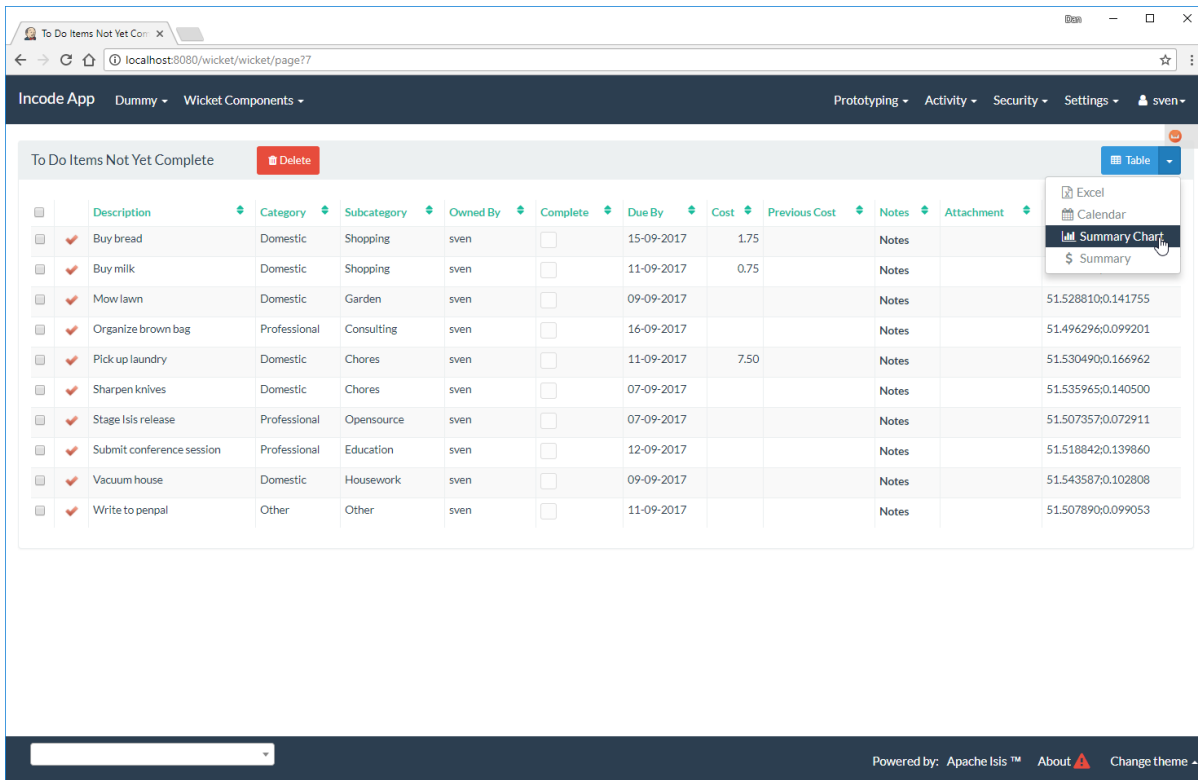 To Do Items Not Yet Com
Dan
localhost:8080/wicket/wicket/page?7
Incode App Dummy Wicket Components Prototyping Activity Security Settings sven
To Do Items Not Yet Complete Delete Table
Excel
Calendar
Summary Chart
$ Summary
Description Category Subcategory Owned By Complete Due By Cost Previous Cost Notes Attachment
Buy bread Domestic Shopping sven 15-09-2017 1.75 Notes
Buy milk Domestic Shopping sven 11-09-2017 0.75 Notes
Mow lawn Domestic Garden sven 09-09-2017 Notes 51.528810;0.141755
Organize brown bag Professional Consulting sven 16-09-2017 Notes 51.496296;0.099201
Pick up laundry Domestic Chores sven 11-09-2017 7.50 Notes 51.530490;0.166962
Sharpen knives Domestic Chores sven 07-09-2017 Notes 51.535965;0.140500
Stage Isis release Professional Opensource sven 07-09-2017 Notes 51.507357;0.072911
Submit conference session Professional Education sven 12-09-2017 Notes 51.518842;0.139860
Vacuum house Domestic Housework sven 09-09-2017 Notes 51.543587;0.102808
Write to penpal Other Other sven 11-09-2017 Notes 51.507890;0.099053
Powered by: Apache Isis ™ About Change theme